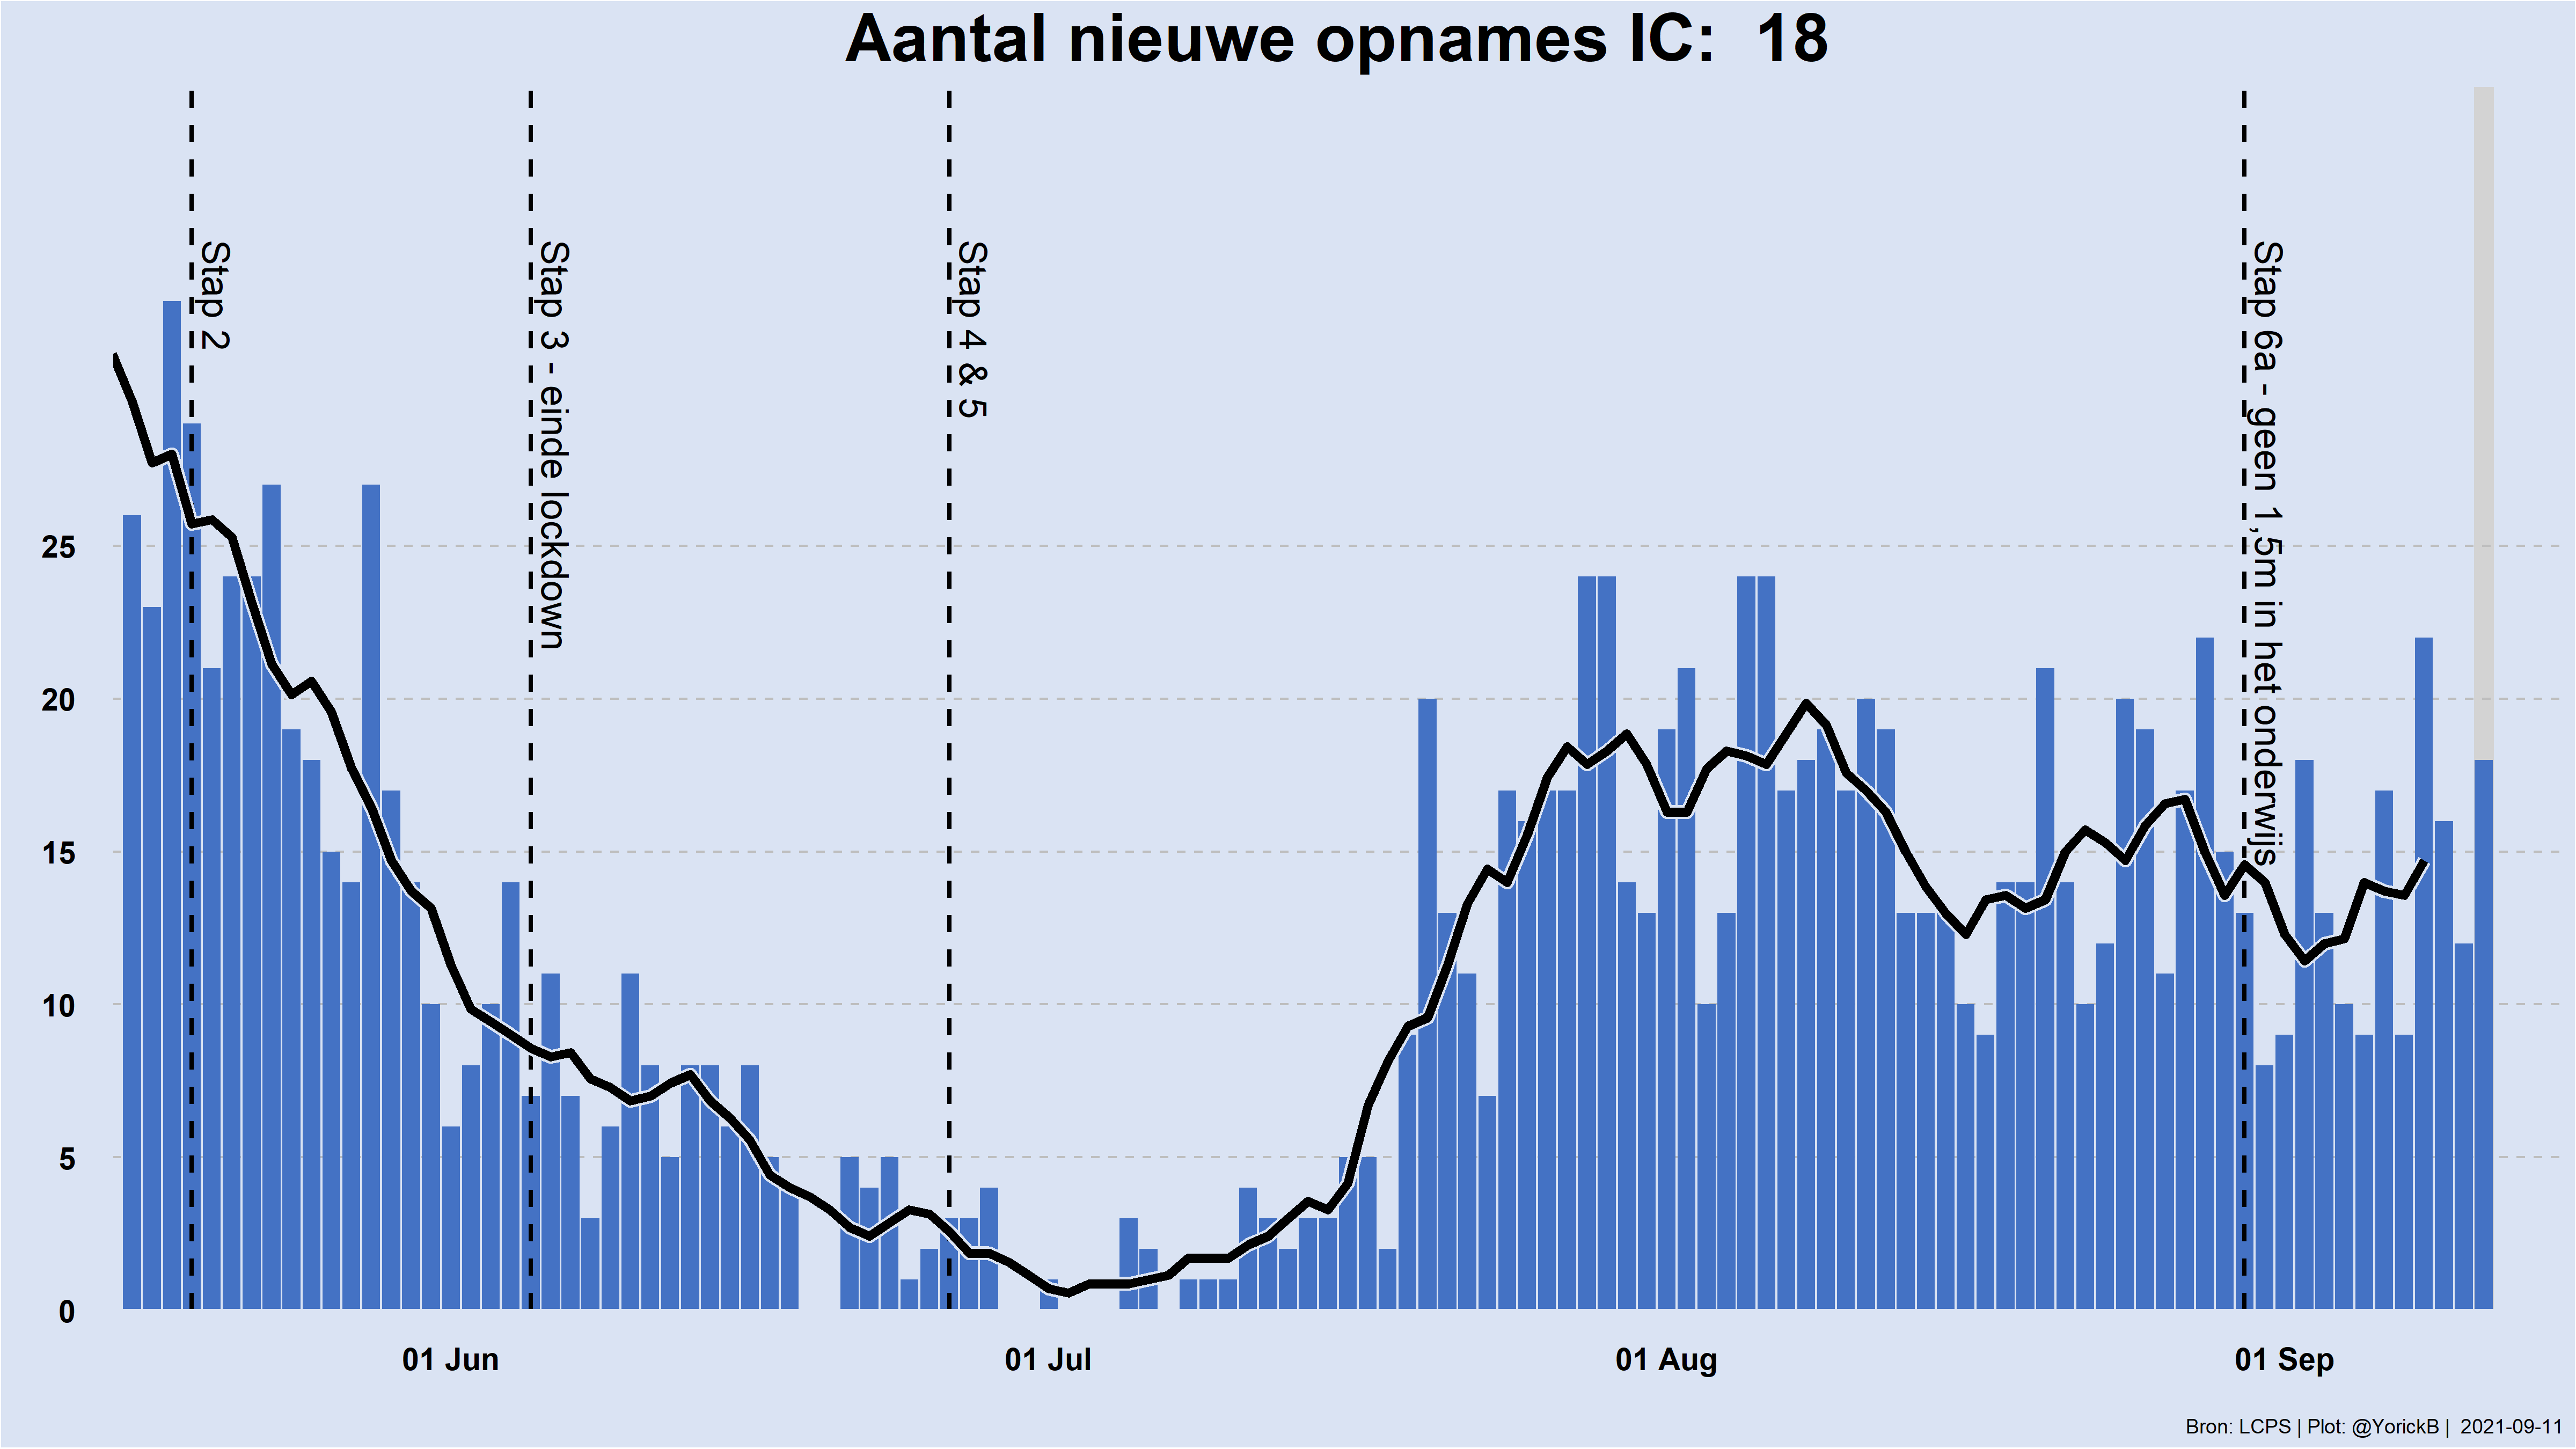 Aantal nieuwe opnames IC:  18
Stap 2
Stap 3 - einde lockdown
Stap 4 & 5
Stap 6a - geen 1,5m in het onderwijs
25
20
15
10
5
0
01 Jun
01 Jul
01 Aug
01 Sep
Bron: LCPS | Plot: @YorickB |  2021-09-11